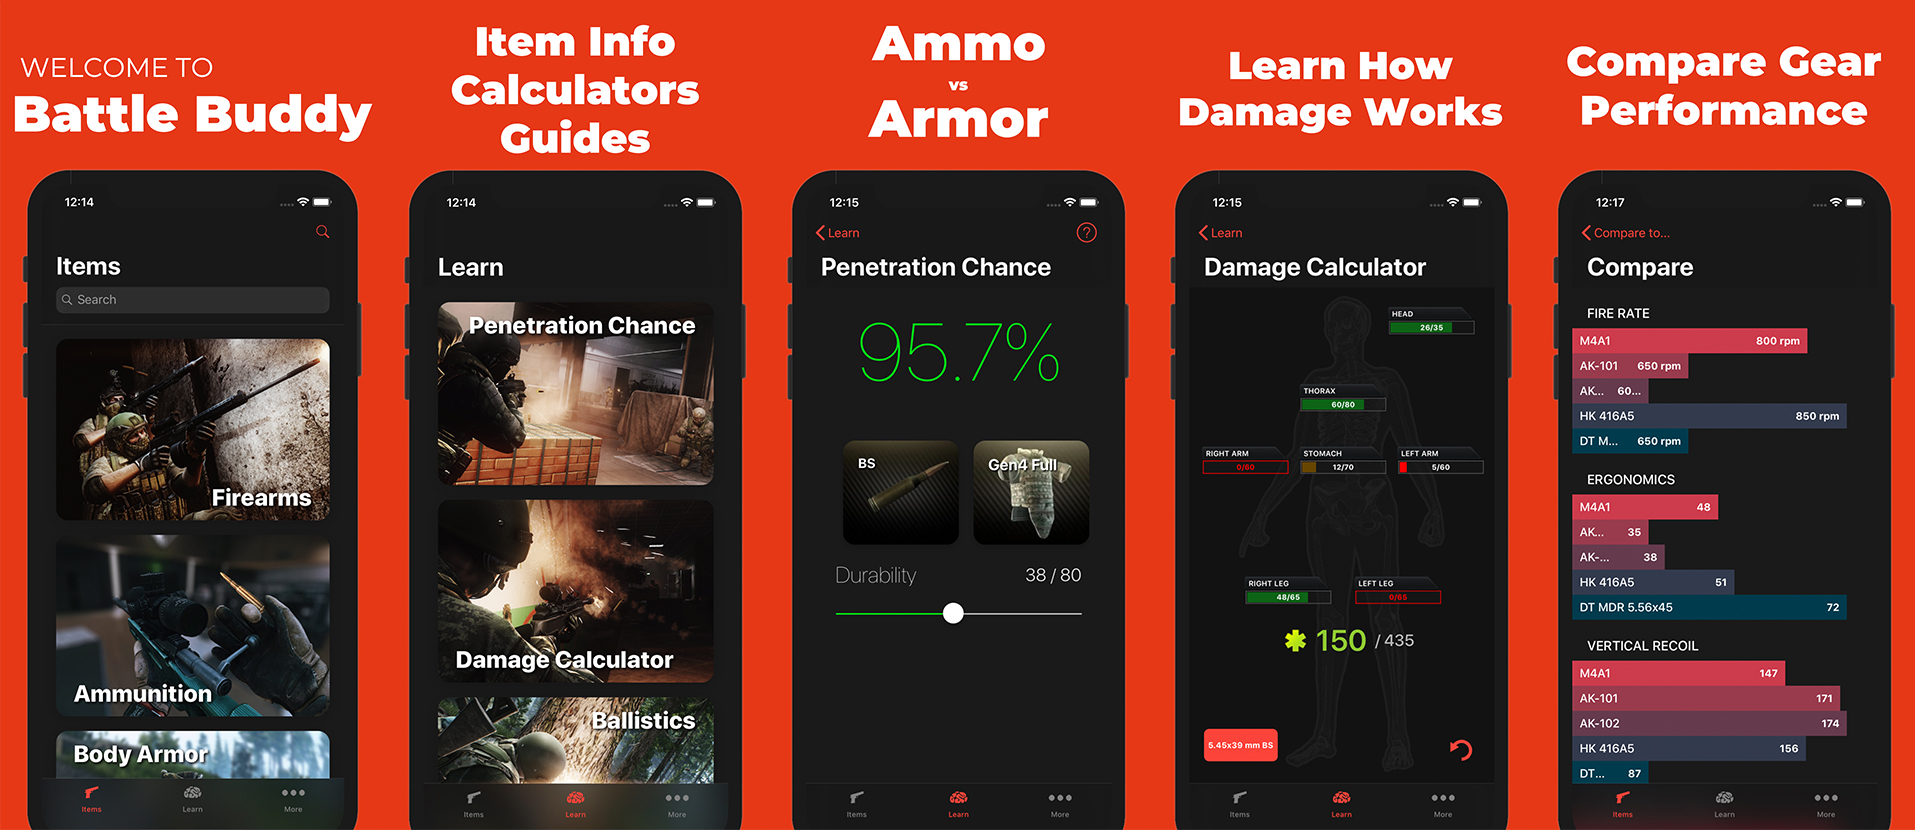 WELCOME TO
Battle Buddy
12:14
Items
Search
Firearms
Ammunition
Body Armor
Items
Learn
More
Item Info
Calculators
Guides
12:14
Learn
Penetration Chance
Damage Calculator
Ballistics
Items
Learn
More
Ammo
vs
Armor
12:15
Learn
?
Penetration Chance
95.7%
BS
Gen4 Full
Durability
38 / 80
Items
Learn
More
Learn How
Damage Works
12:15
Learn
Damage Calculator
HEAD
26/35
THORAX
60/80
RIGHT ARM
0/60
STOMACH
12/70
LEFT ARM
5/60
RIGHT LEG
48/65
LEFT LEG
0/65
150 / 435
5.45x39 mm BS
Items
Learn
More
Compare Gear
Performance
12:17
Compare to...
Compare
FIRE RATE
M4A1 800 rpm
AK-101 650 rpm
AK... 60...
HK 416A5 850 rpm
DT M... 650 rpm
ERGONOMICS
M4A1 48
AK... 35
AK-... 38
HK 416A5 51
DT MDR 5.56x45 72
VERTICAL RECOIL
M4A1 147
AK-101 171
AK-102 174
HK 416A5 156
DT... 87
Items
Learn
More